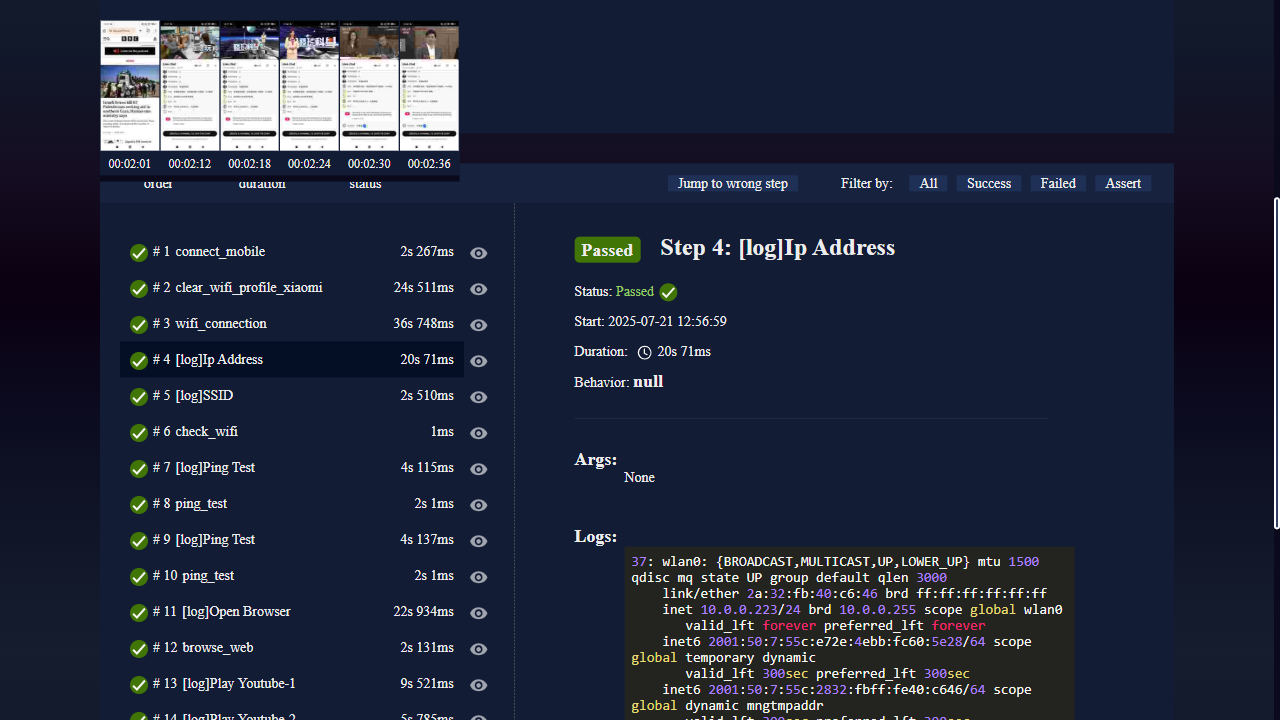 BBC
00:02:01 00:02:12 00:02:18 00:02:24 00:02:30 00:02:36
order duration status
Jump to wrong step Filter by: All Success Failed Assert
# 1 connect_mobile 2s 267ms
# 2 clear_wifi_profile_xiaomi 24s 511ms
# 3 wifi_connection 36s 748ms
# 4 [log]Ip Address 20s 71ms
# 5 [log]SSID 2s 510ms
# 6 check_wifi 1ms
# 7 [log]Ping Test 4s 115ms
# 8 ping_test 2s 1ms
# 9 [log]Ping Test 4s 137ms
# 10 ping_test 2s 1ms
# 11 [log]Open Browser 22s 934ms
# 12 browse_web 2s 131ms
# 13 [log]Play Youtube-1 9s 521ms
# 14 [log]Play Youtube-2 5s 785ms
Passed Step 4: [log]Ip Address
Status: Passed
Start: 2025-07-21 12:56:59
Duration: 20s 71ms
Behavior: null
Args:
None
Logs:
37: wlan0: {BROADCAST,MULTICAST,UP,LOWER_UP} mtu 1500
qdisc mq state UP group default qlen 3000
link/ether 2a:32:fb:40:c6:46 brd ff:ff:ff:ff:ff:ff
inet 10.0.0.223/24 brd 10.0.0.255 scope global wlan0
valid_lft forever preferred_lft forever
inet6 2001:50:7:55c:e72e:4ebb:fc60:5e28/64 scope
global temporary dynamic
valid_lft 300sec preferred_lft 300sec
inet6 2001:50:7:55c:2832:fbff:fe40:c646/64 scope
global dynamic mngtmpaddr
valid_lft 300sec preferred_lft 300sec